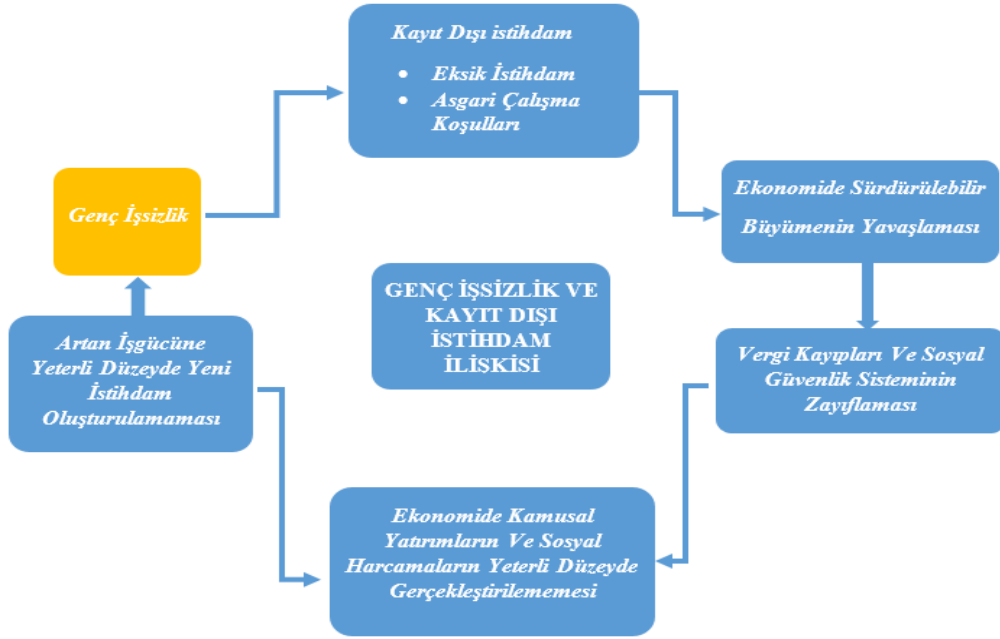 Kayıt Dışı istihdam
• Eksik İstihdam
• Asgari Çalışma
Koşulları
Genç İşsizlik
Ekonomide Sürdürülebilir
Büyümenin Yavaşlaması
GENÇ İŞSİZLİK VE
KAYIT DIŞI
İSTİHDAM
İLİŞKİSİ
Artan İşgücüne
Yeterli Düzeyde Yeni
İstihdam
Oluşturulamaması
Vergi Kayıpları Ve Sosyal
Güvenlik Sisteminin
Zayıflaması
Ekonomide Kamusal
Yatırımların Ve Sosyal
Harcamaların Yeterli Düzeyde
Gerçekleştirilememesi